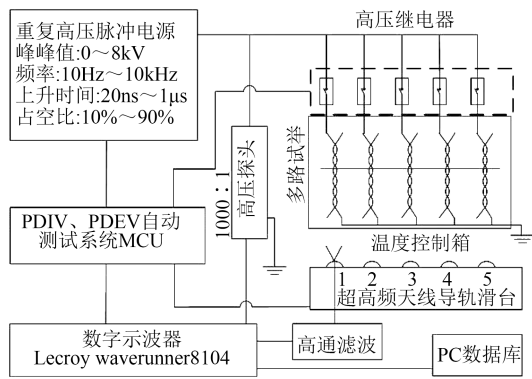 重复高压脉冲电源
峰峰值:0～8kV
频率:10Hz～10kHz
上升时间:20ns～1μs
占空比:10%～90%
高压继电器
多路试举
1000:1
高压探头
PDIV、PDEV自动
测试系统MCU
温度控制箱
1 2 3 4 5
超高频天线导轨滑台
数字示波器
Lecroy waverunner8104
高通滤波
PC数据库